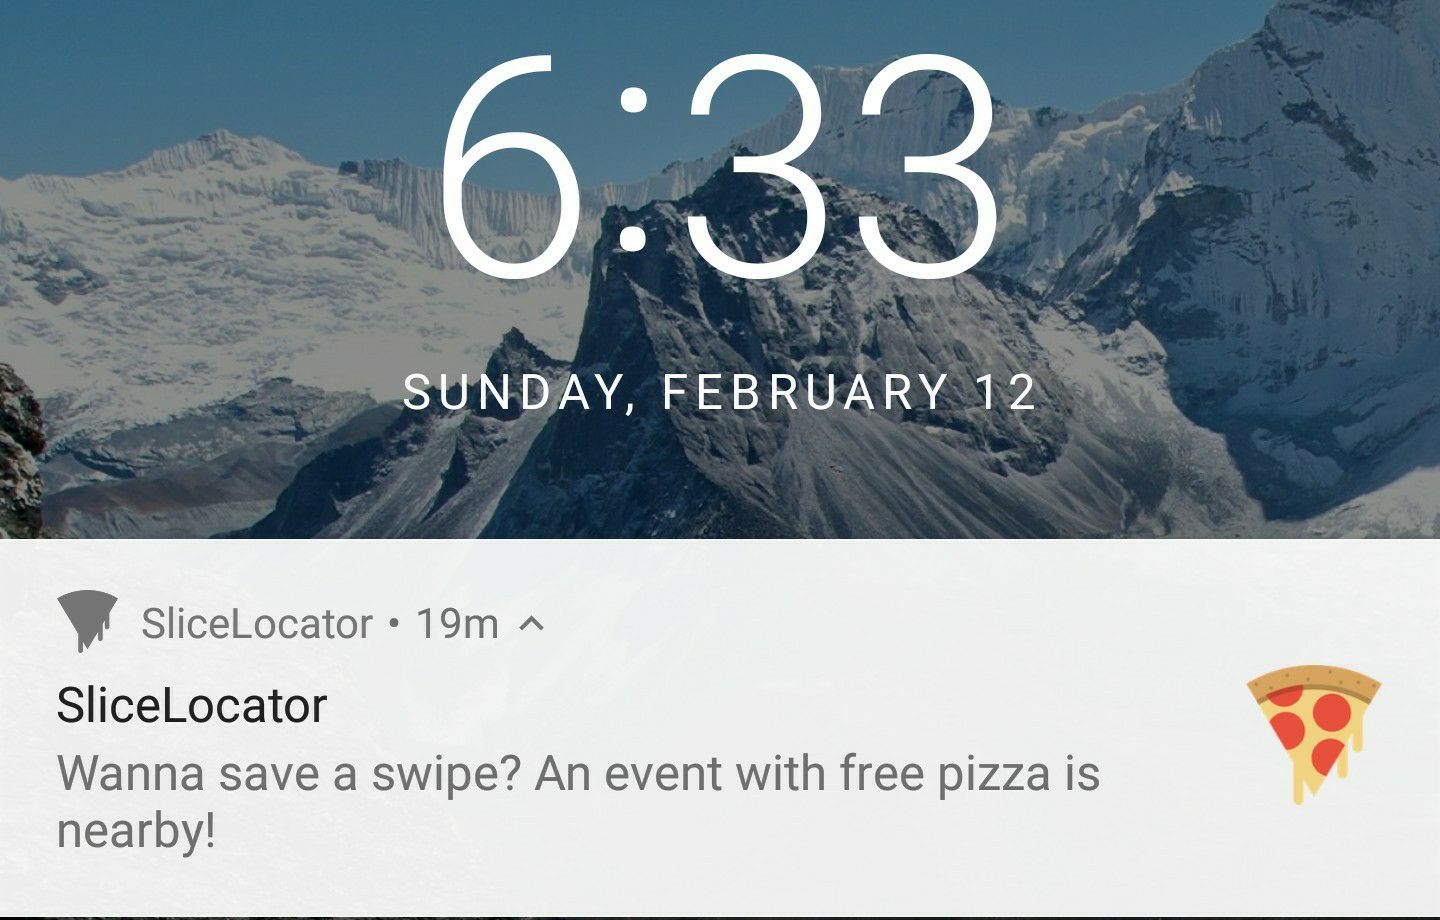 6:33
SUNDAY, FEBRUARY 12
SliceLocator • 19m
SliceLocator
Wanna save a swipe? An event with free pizza is
nearby!